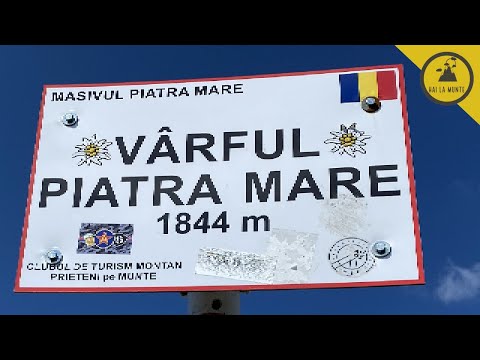 HAI LA MUNTE
MASIVUL PIATRA MARE
VÂRFUL
PIATRA MARE
1844 m
CLUBUL DE TURISM MONTAN
PRIETENI pe MUNTE